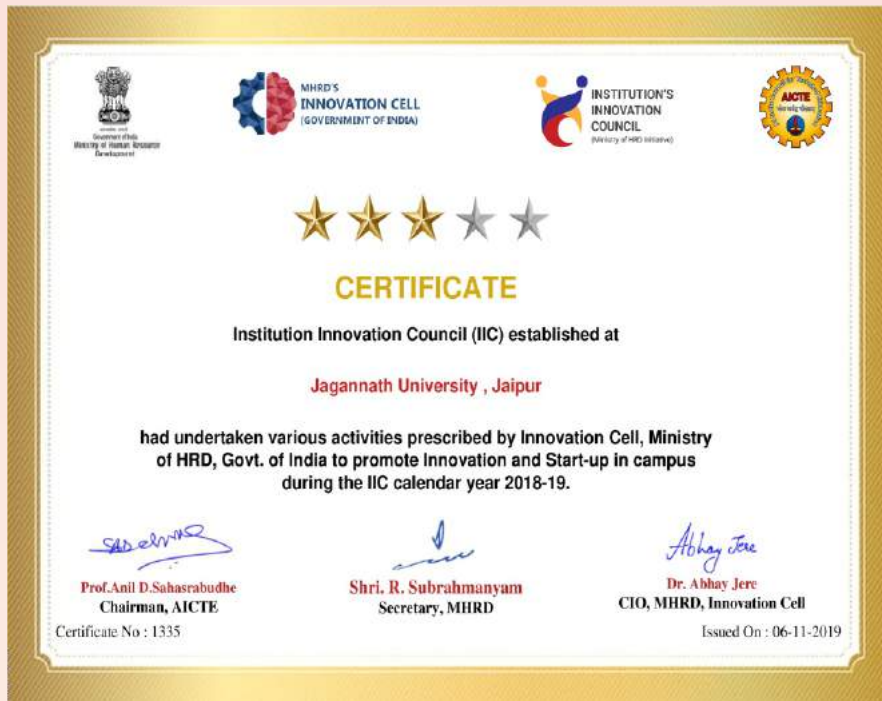 Government of India
Ministry of Human Resource
Development
MHRD'S
INNOVATION CELL
(GOVERNMENT OF INDIA)
INSTITUTION'S
INNOVATION
COUNCIL
(Ministry of HRD Initiative)
AICTE
CERTIFICATE
Institution Innovation Council (IIC) established at
Jagannath University , Jaipur
had undertaken various activities prescribed by Innovation Cell, Ministry
of HRD, Govt. of India to promote Innovation and Start-up in campus
during the IIC calendar year 2018-19.
Abhay Jere
Prof.Anil D.Sahasrabudhe
Chairman, AICTE
Shri. R. Subrahmanyam
Secretary, MHRD
Dr. Abhay Jere
CIO, MHRD, Innovation Cell
Certificate No : 1335
Issued On : 06-11-2019